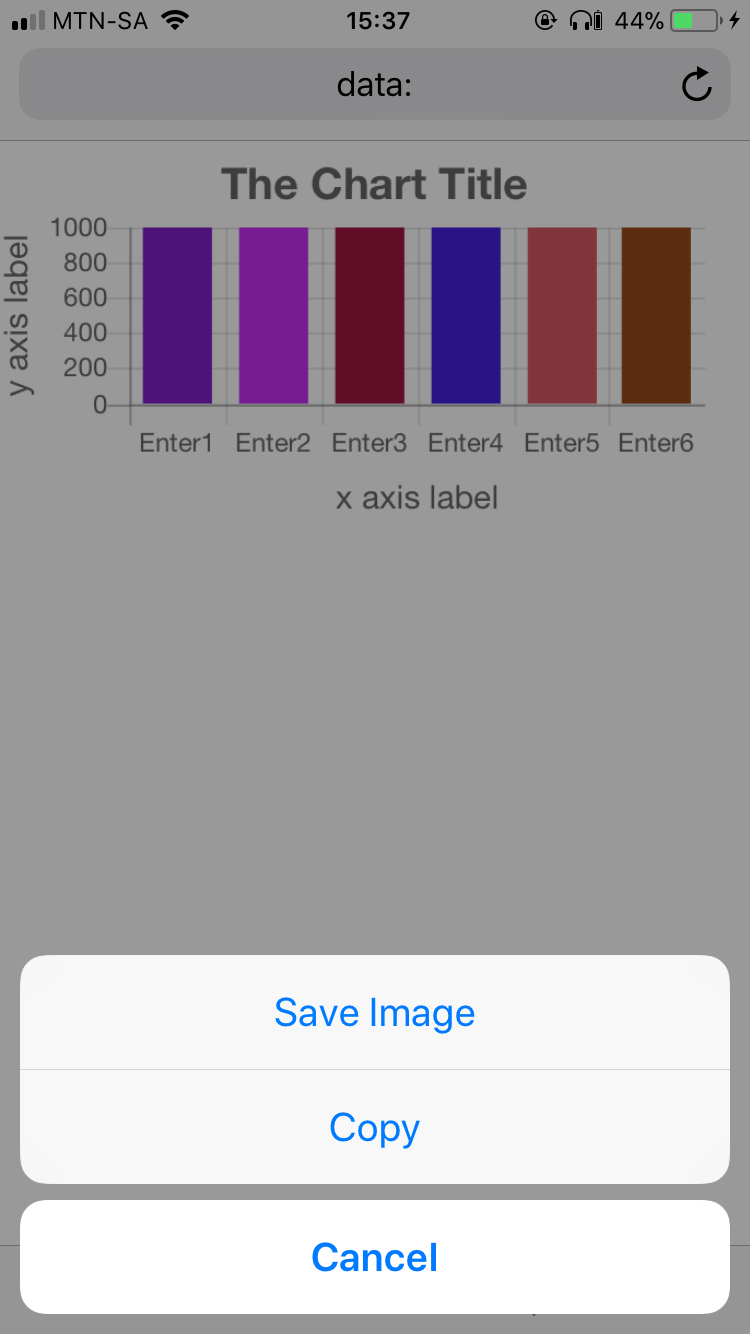 MTN-SA 15:37 44%
data:
The Chart Title
y axis label
1000
800
600
400
200
0
Enter1 Enter2 Enter3 Enter4 Enter5 Enter6
x axis label
Save Image
Copy
Cancel